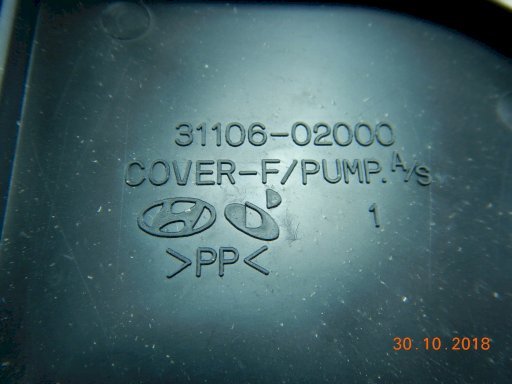 31106-02000
COVER-F/PUMP. A/S
1
>PP<
30.10.2018